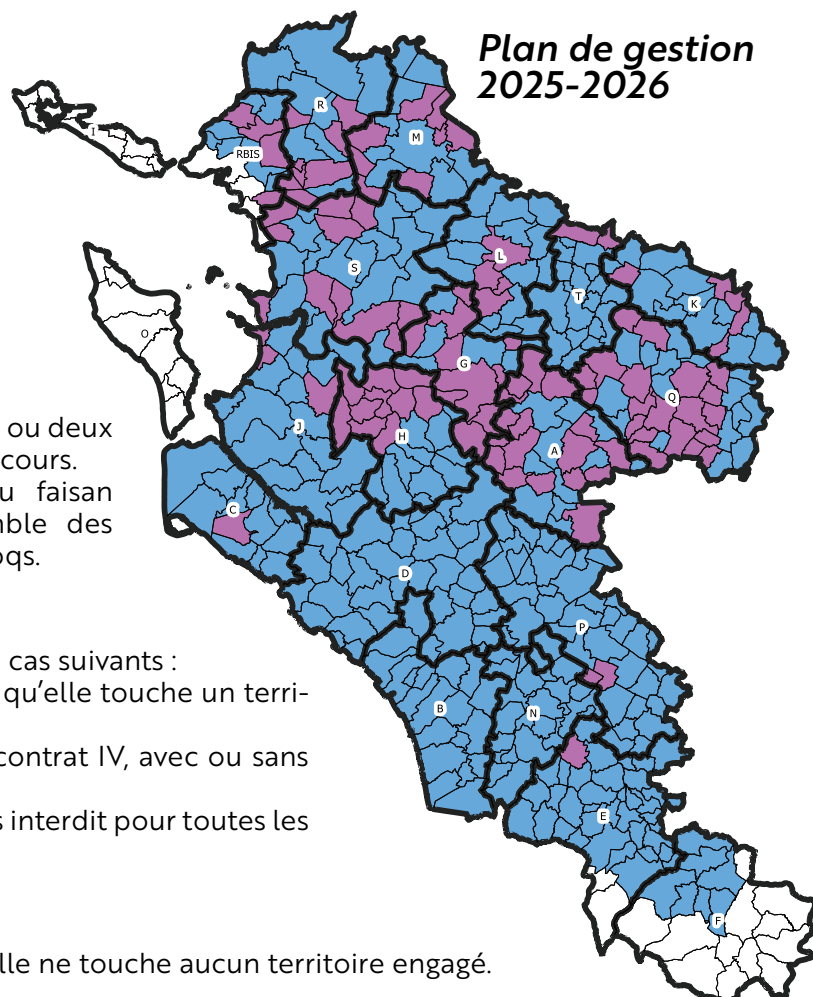 Plan de gestion
2025-2026
R
I
M
RBIS
L
S
T
K
O
G
Q
J
H
A
C
D
P
B
N
E
F
ou deux
cours.
u faisan
ble des
oqs.
cas suivants :
qu’elle touche un terri-
contrat IV, avec ou sans
s interdit pour toutes les
lle ne touche aucun territoire engagé.